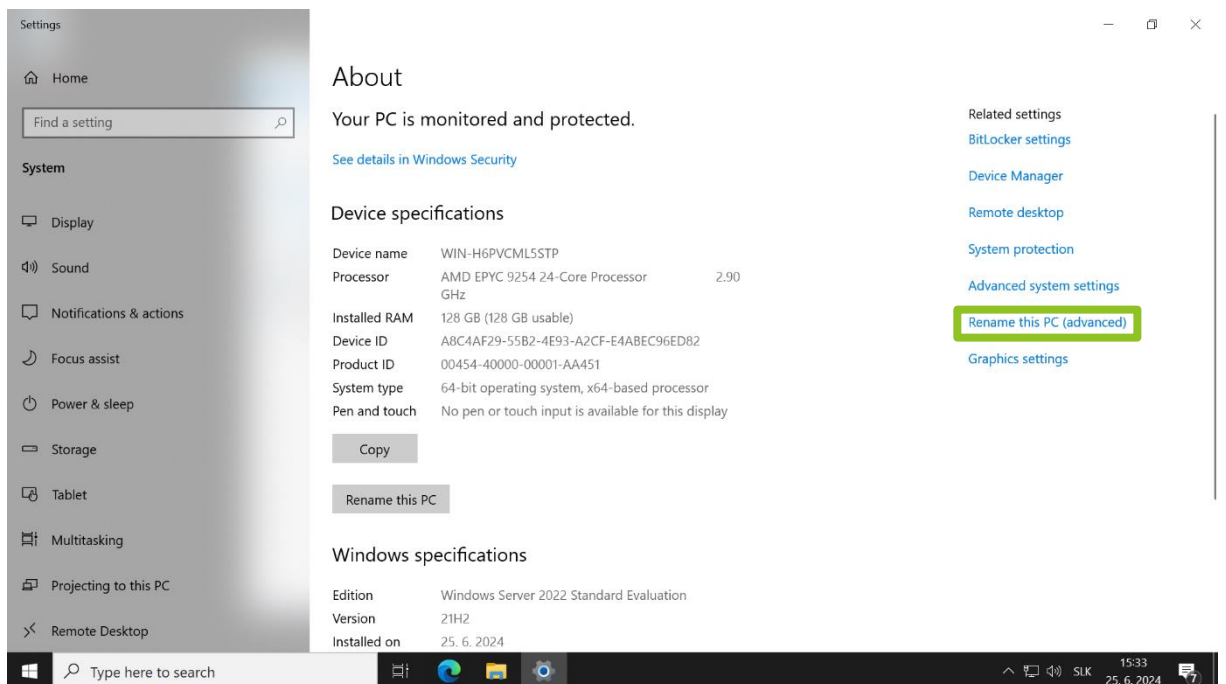 Settings
Home
Find a setting
System
Display
Sound
Notifications & actions
Focus assist
Power & sleep
Storage
Tablet
Multitasking
Projecting to this PC
Remote Desktop
About
Your PC is monitored and protected.
See details in Windows Security
Device specifications
Device name WIN-H6PVCML5STP
Processor AMD EPYC 9254 24-Core Processor 2.90
GHz
Installed RAM 128 GB (128 GB usable)
Device ID A8C4AF29-55B2-4E93-A2CF-E4ABEC96ED82
Product ID 00454-40000-00001-AA451
System type 64-bit operating system, x64-based processor
Pen and touch No pen or touch input is available for this display
Copy
Rename this PC
Windows specifications
Edition Windows Server 2022 Standard Evaluation
Version 21H2
Installed on 25. 6. 2024
Related settings
BitLocker settings
Device Manager
Remote desktop
System protection
Advanced system settings
Rename this PC (advanced)
Graphics settings
Type here to search
SLK
15:33
25. 6. 2024
7